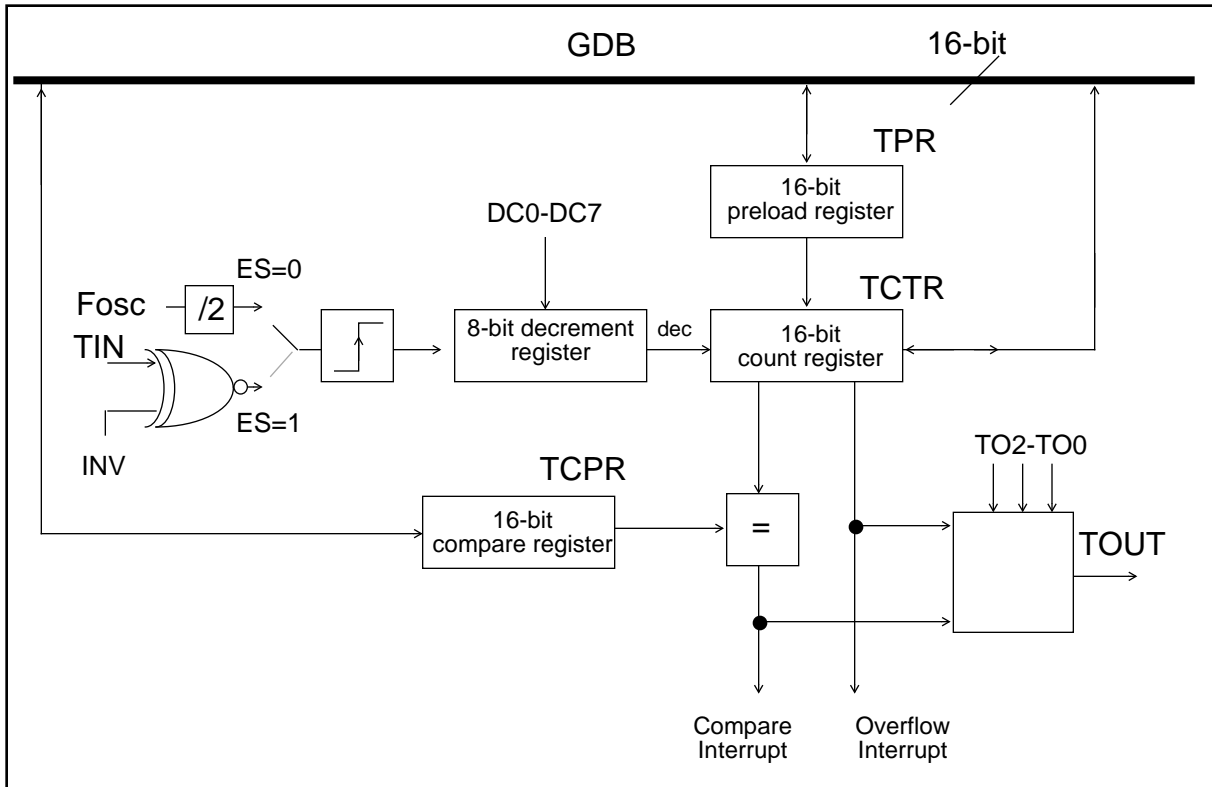 GDB
16-bit
TPR
16-bit
preload register
DC0-DC7
ES=0
Fosc
/2
TCTR
TIN
8-bit decrement
register
dec
16-bit
count register
ES=1
INV
TCPR
TO2-TO0
16-bit
compare register
=
TOUT
Compare
Interrupt
Overflow
Interrupt